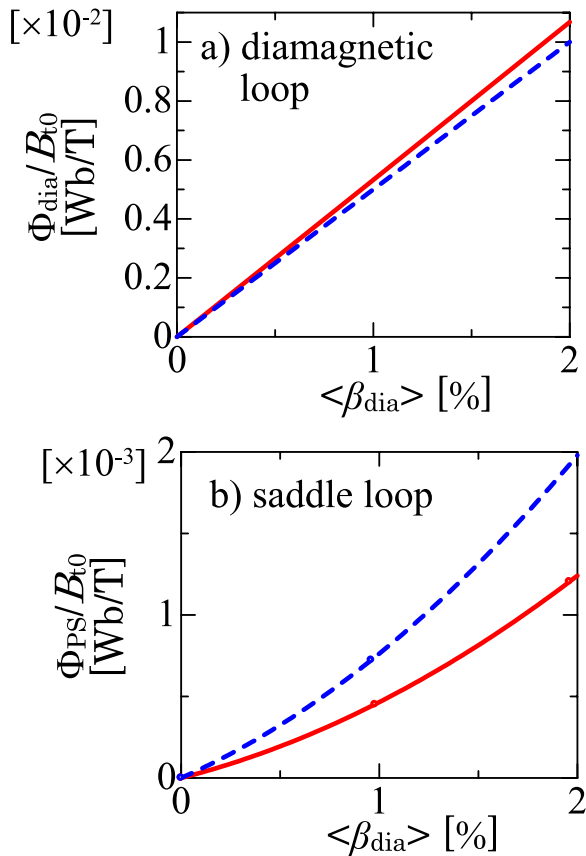 [×10⁻²]
a) diamagnetic
loop
1
0.8
0.6
0.4
0.2
0
Φdia/Bt0
[Wb/T]
0 1 2
<βdia> [%]
[×10⁻³]
b) saddle loop
2
1
0
ΦPS/Bt0
[Wb/T]
0 1 2
<βdia> [%]